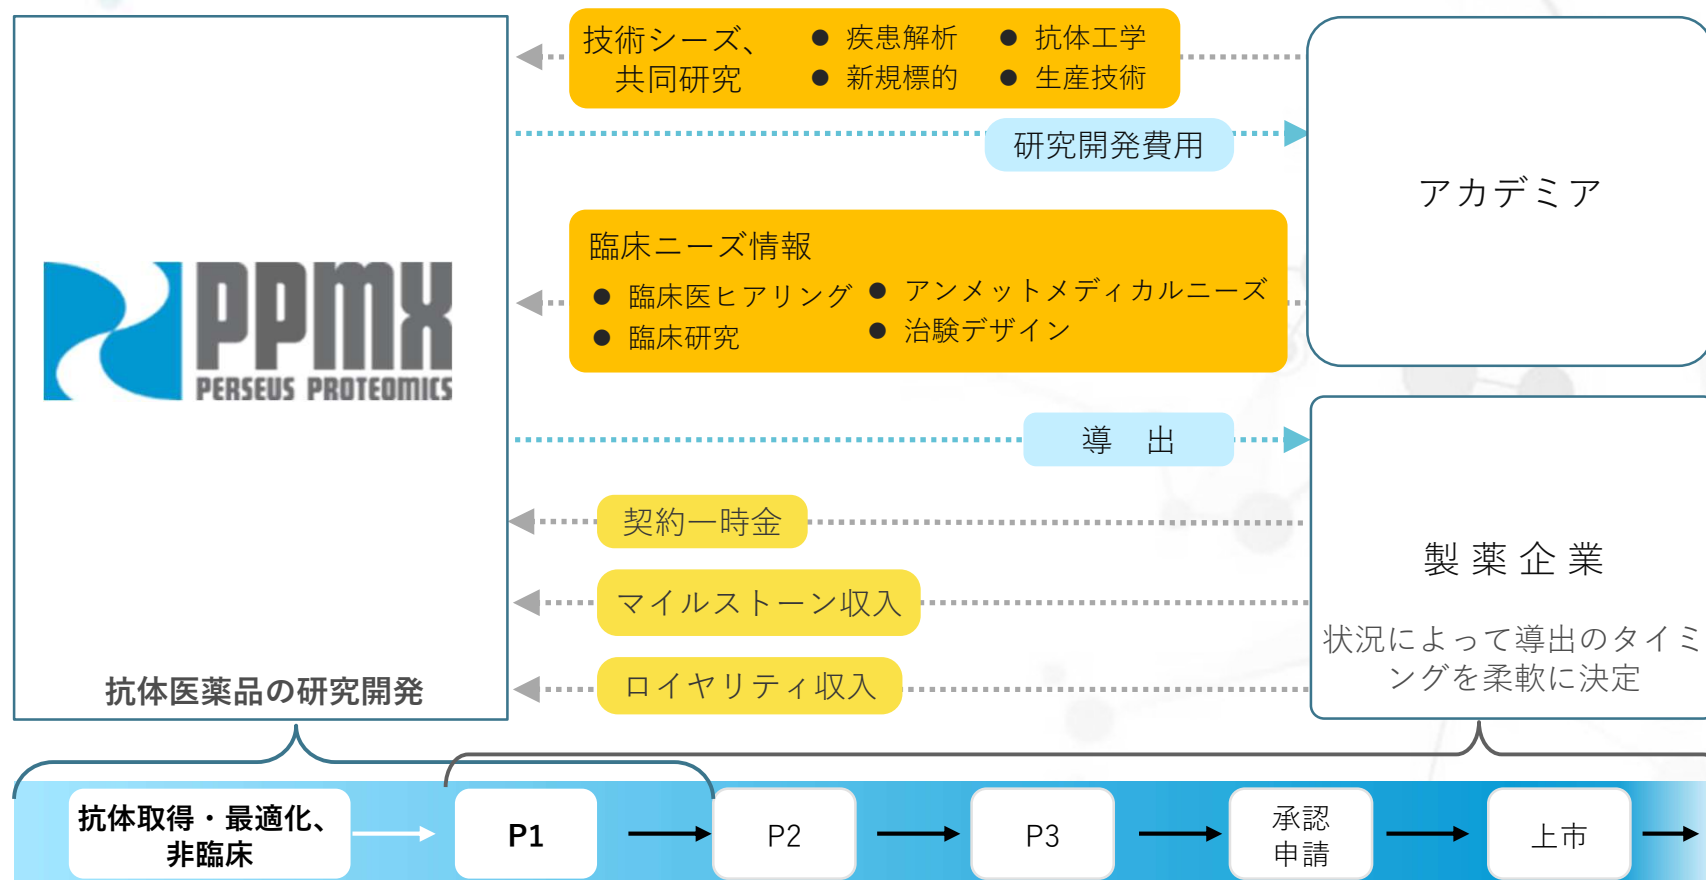 技術シーズ、
共同研究
● 疾患解析
● 抗体工学
● 新規標的
● 生産技術
研究開発費用
アカデミア
臨床ニーズ情報
● 臨床医ヒアリング
● アンメットメディカルニーズ
● 臨床研究
● 治験デザイン
PPMX
PERSEUS PROTEOMICS
導 出
契約一時金
製薬企業
マイルストーン収入
状況によって導出のタイミ
ングを柔軟に決定
ロイヤリティ収入
抗体医薬品の研究開発
抗体取得・最適化、
非臨床
P1
P2
P3
承認
申請
上市